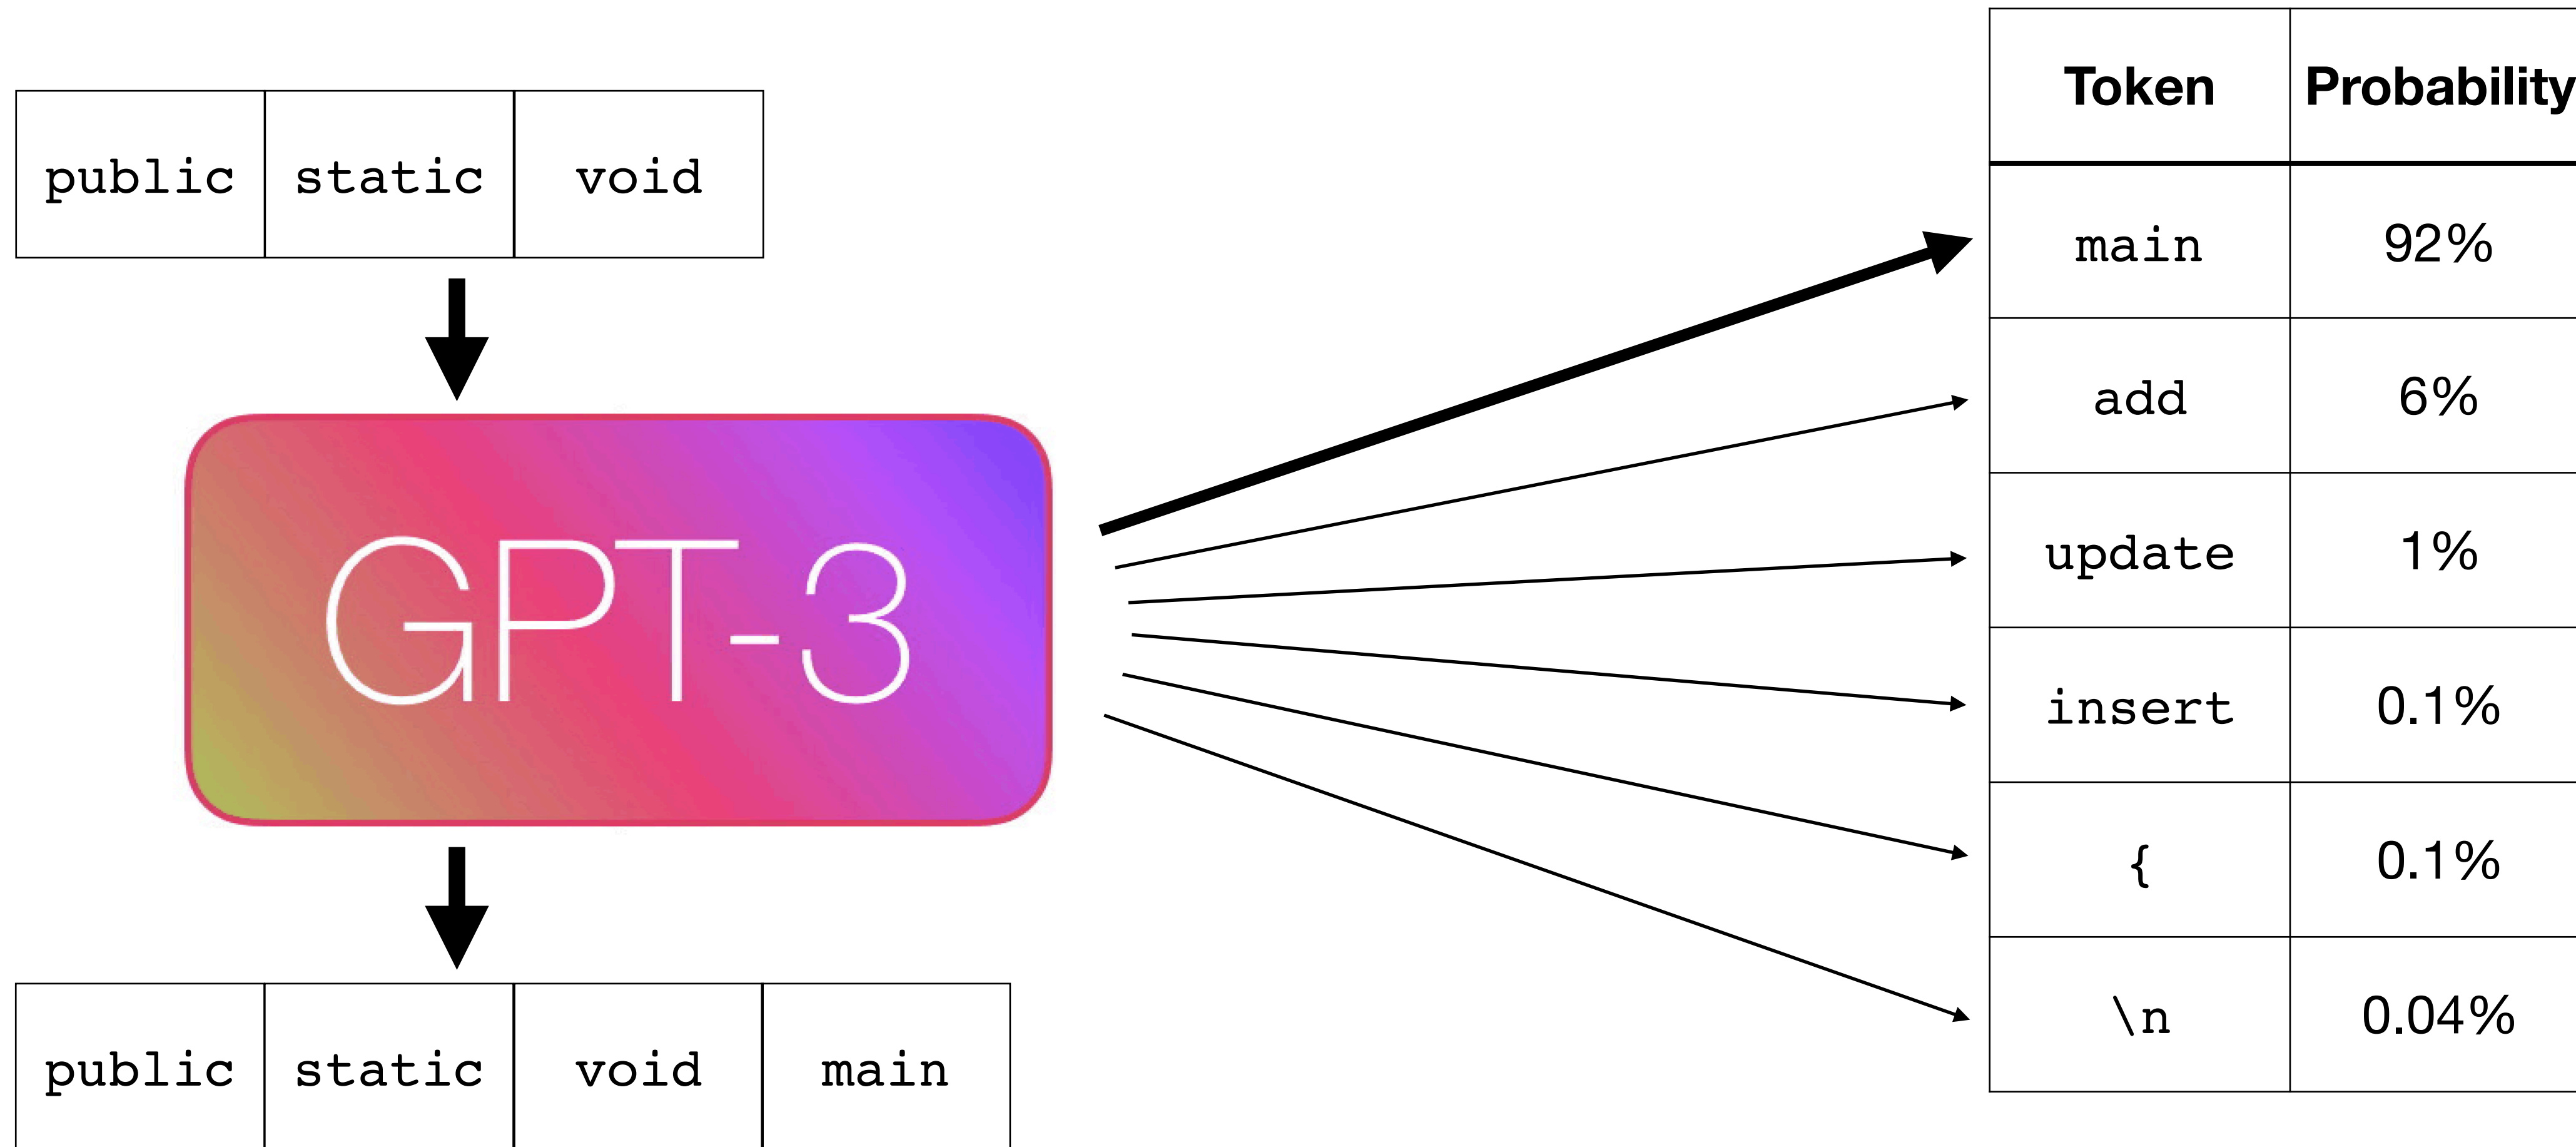 public static void
GPT-3
public static void main
Token Probability
main 92%
add 6%
update 1%
insert 0.1%
{ 0.1%
\n 0.04%